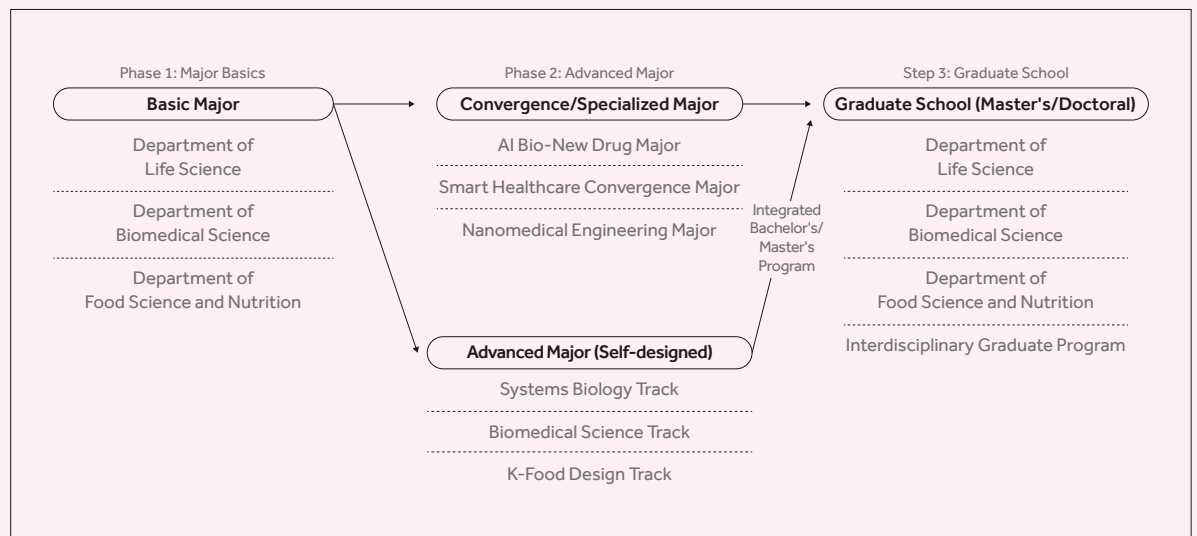 Phase 1: Major Basics
Basic Major
Department of
Life Science
Department of
Biomedical Science
Department of
Food Science and Nutrition
Phase 2: Advanced Major
Convergence/Specialized Major
AI Bio-New Drug Major
Smart Healthcare Convergence Major
Nanomedical Engineering Major
Advanced Major (Self-designed)
Systems Biology Track
Biomedical Science Track
K-Food Design Track
Integrated
Bachelor's/
Master's
Program
Step 3: Graduate School
Graduate School (Master's/Doctoral)
Department of
Life Science
Department of
Biomedical Science
Department of
Food Science and Nutrition
Interdisciplinary Graduate Program